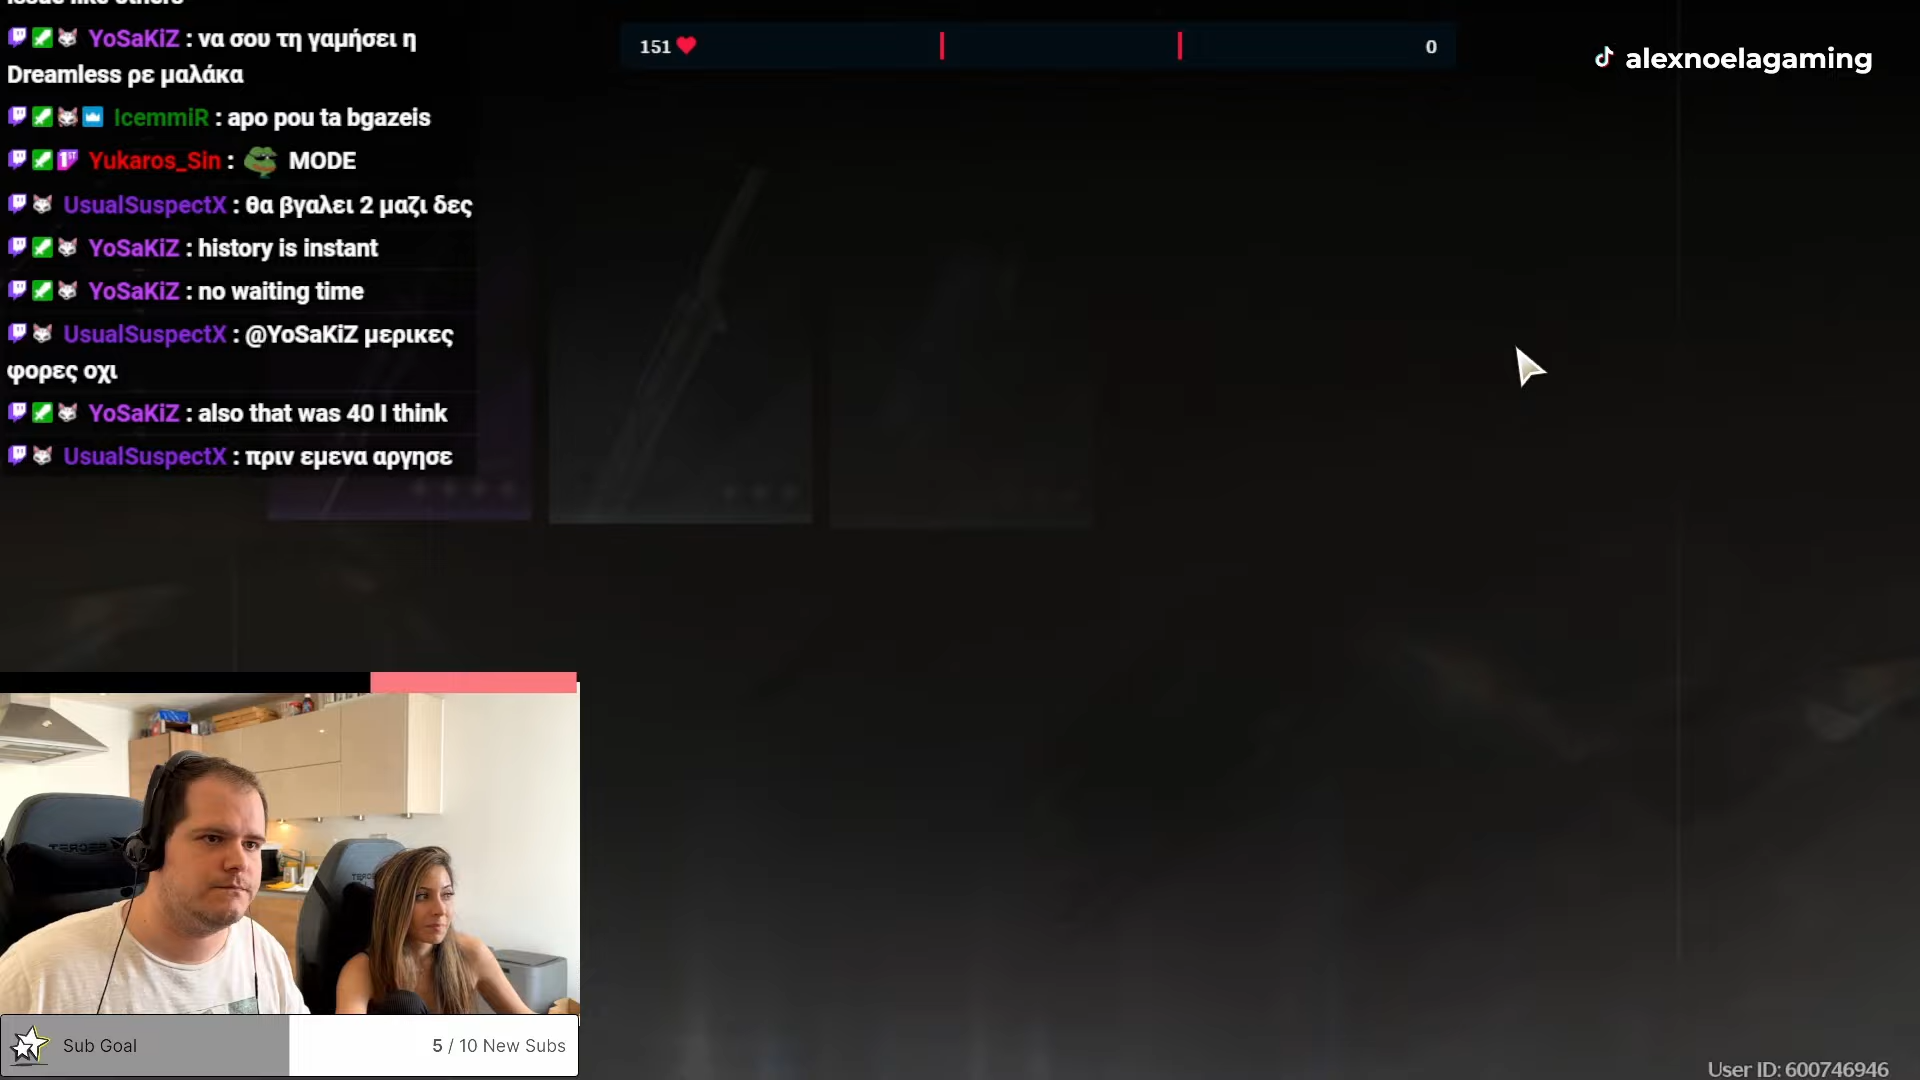 YoSaKiZ : να σου τη γαμήσει η
Dreamless ρε μαλάκα
IcemmiR : apo pou ta bgazeis
Yukaros_Sin : MODE
UsualSuspectX : θα βγαλει 2 μαζι δες
YoSaKiZ : history is instant
YoSaKiZ : no waiting time
UsualSuspectX : @YoSaKiZ μερικες
φορες οχι
YoSaKiZ : also that was 40 I think
UsualSuspectX : πριν εμενα αργησε
151
0
alexnoelagaming
Sub Goal
5 / 10 New Subs
User ID: 600746946